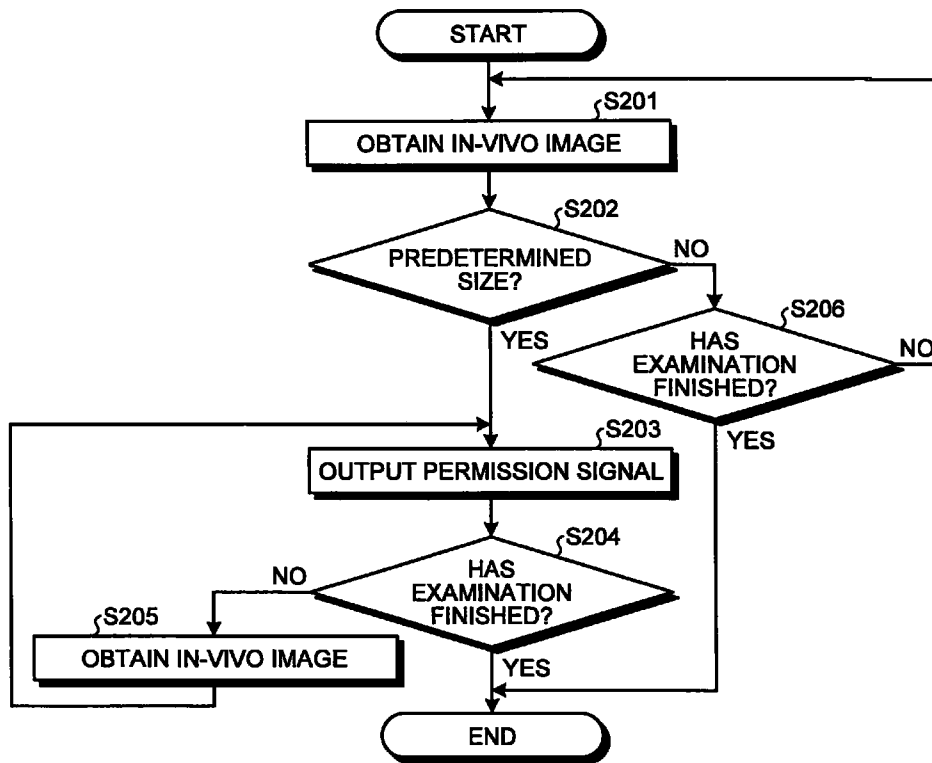 START
S201
OBTAIN IN-VIVO IMAGE
S202
PREDETERMINED
SIZE?
NO
YES
S206
HAS
EXAMINATION
FINISHED?
NO
YES
S203
OUTPUT PERMISSION SIGNAL
S204
HAS
EXAMINATION
FINISHED?
NO
YES
S205
OBTAIN IN-VIVO IMAGE
END